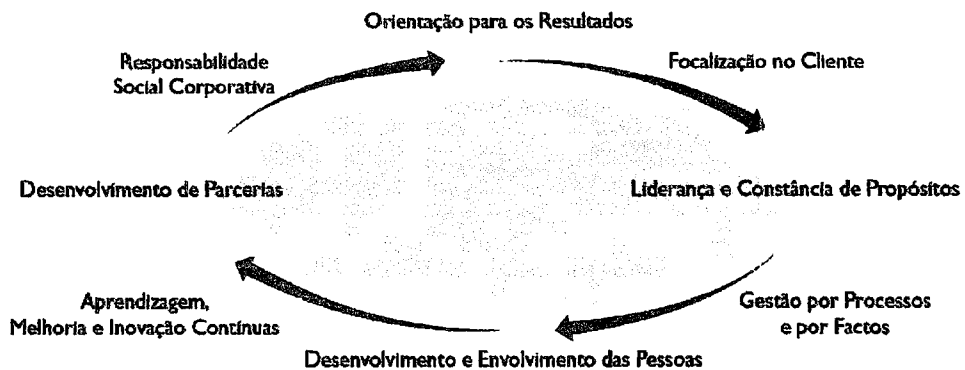 Orientação para os Resultados
Responsabilidade
Social Corporativa
Focalização no Cliente
Desenvolvimento de Parcerias
Liderança e Constância de Propósitos
Aprendizagem,
Melhoria e Inovação Contínuas
Gestão por Processos
e por Factos
Desenvolvimento e Envolvimento das Pessoas